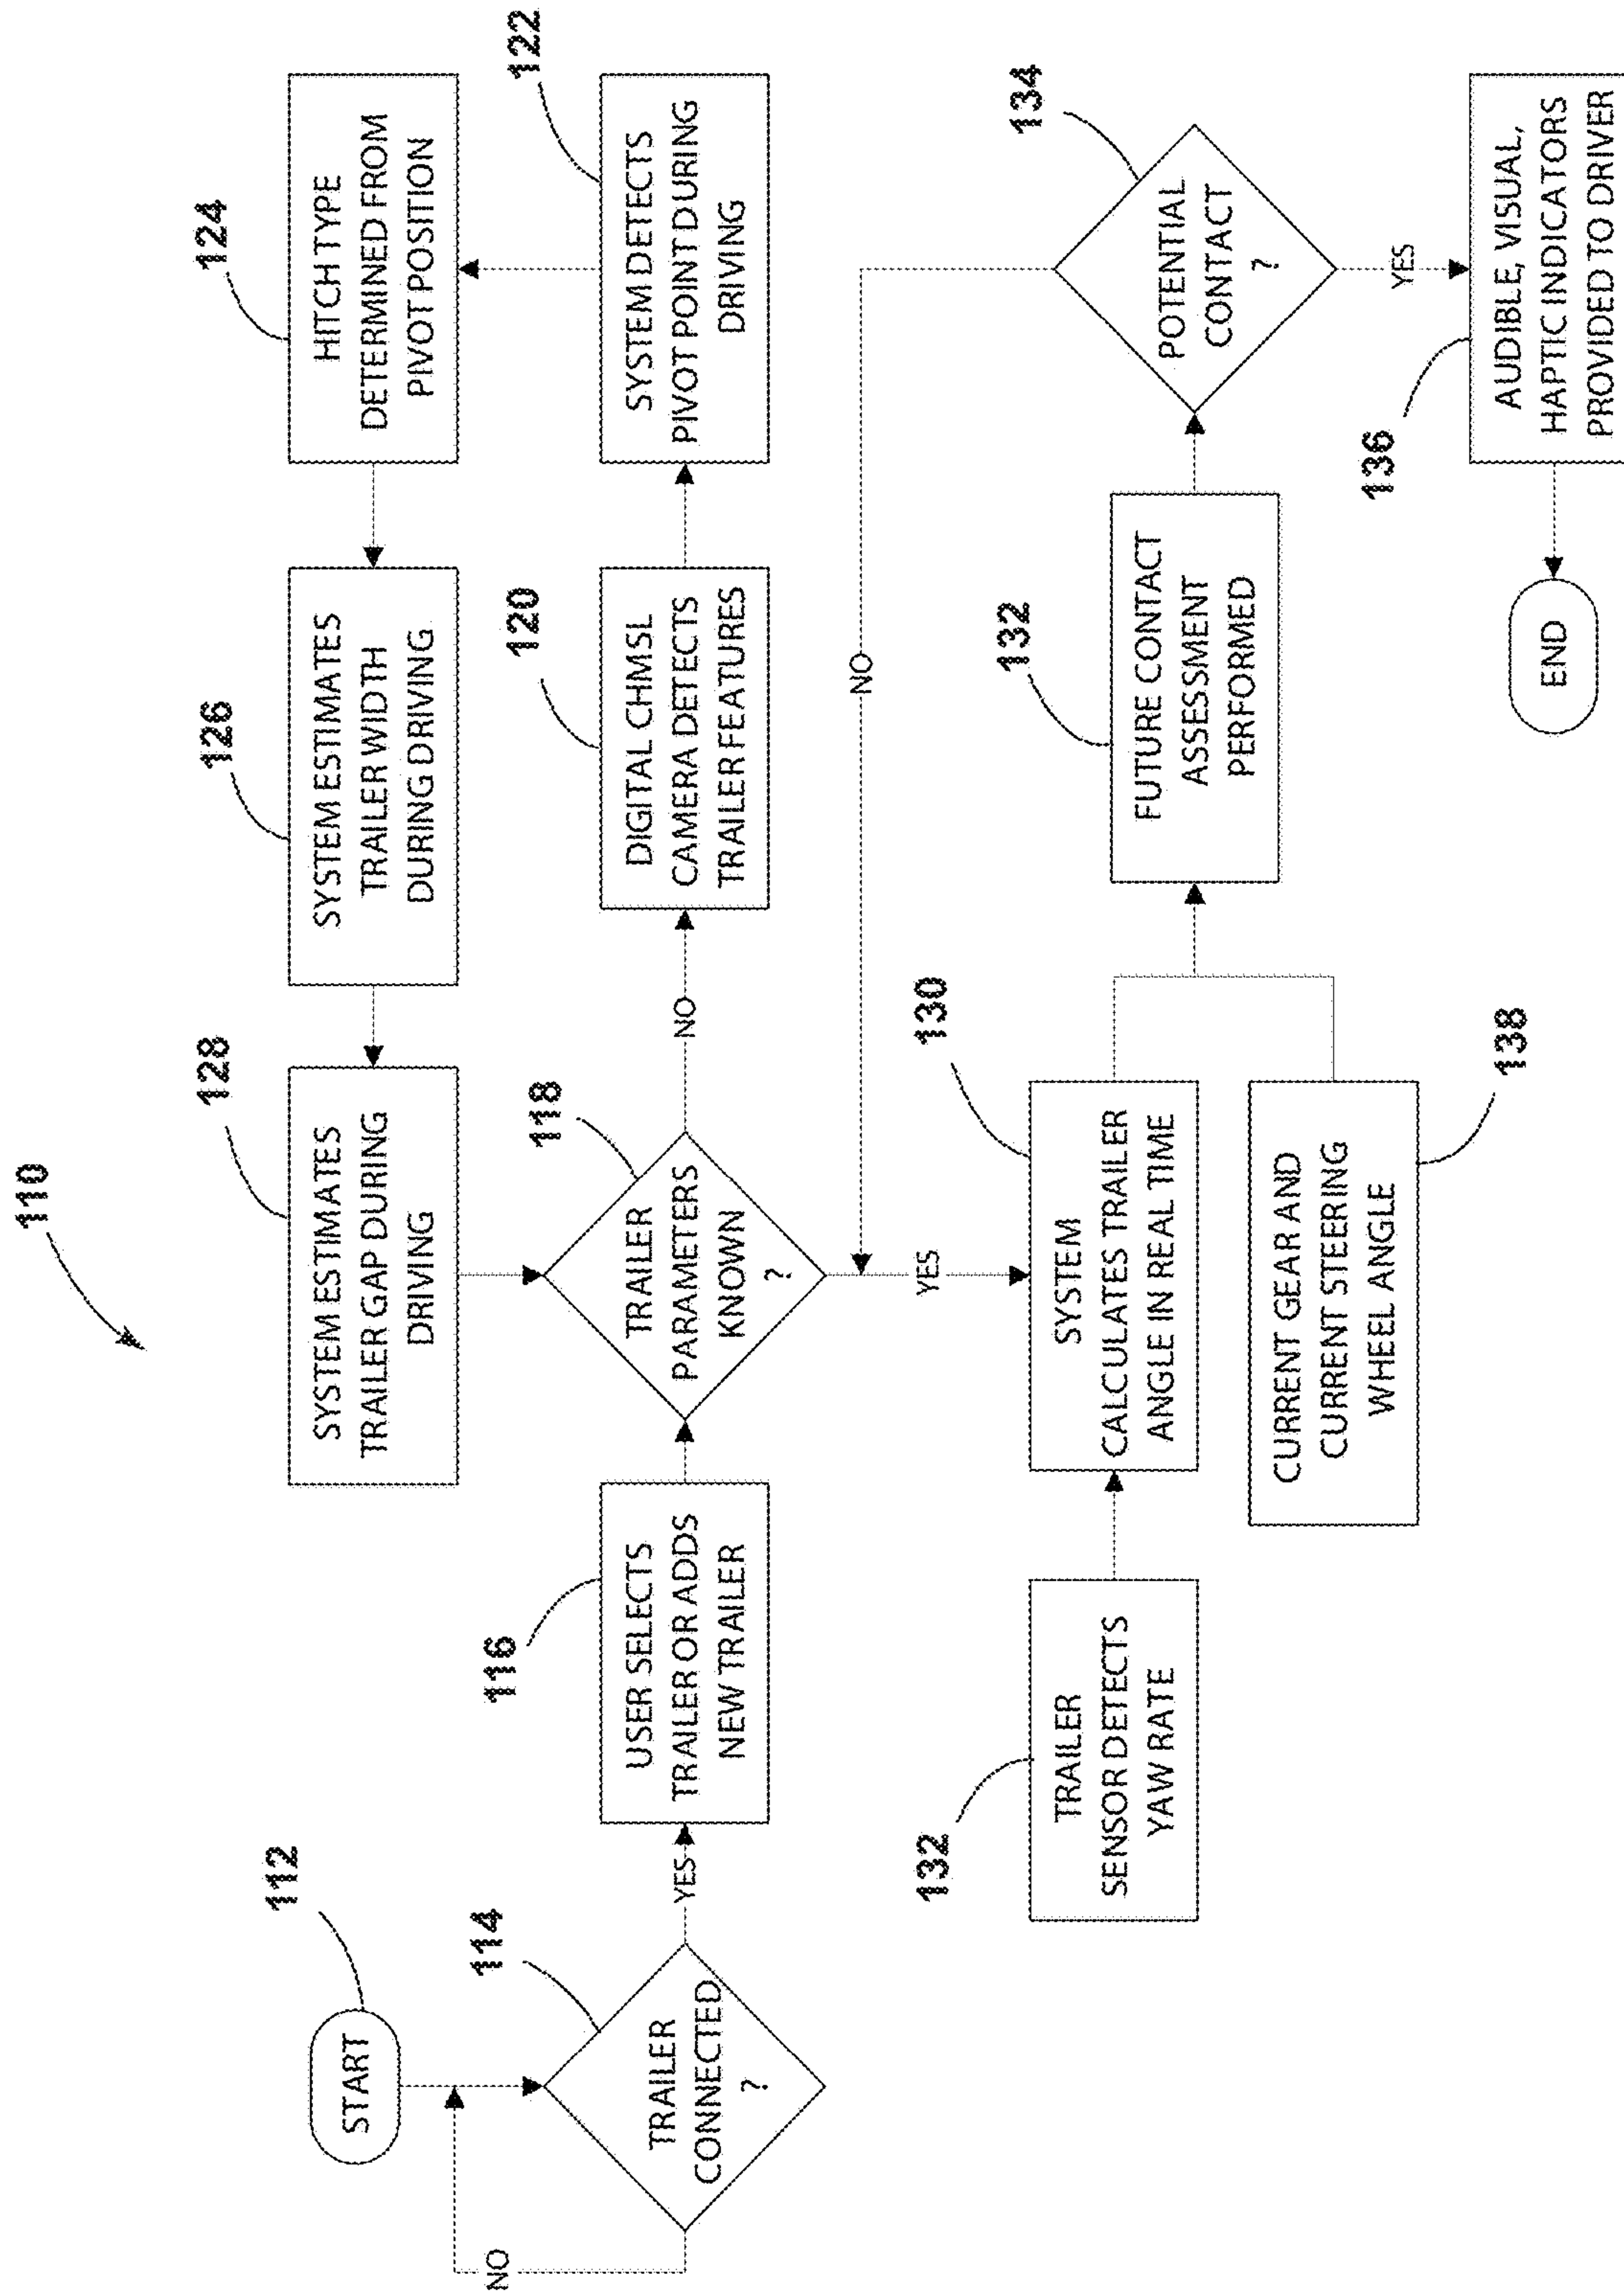 110
112
START
114
TRAILER
CONNECTED
?
NO
YES
116
USER SELECTS
TRAILER OR ADDS
NEW TRAILER
118
TRAILER
PARAMETERS
KNOWN
?
NO
YES
120
DIGITAL CHMSL
CAMERA DETECTS
TRAILER FEATURES
122
SYSTEM DETECTS
PIVOT POINT DURING
DRIVING
124
HITCH TYPE
DETERMINED FROM
PIVOT POSITION
126
SYSTEM ESTIMATES
TRAILER WIDTH
DURING DRIVING
128
SYSTEM ESTIMATES
TRAILER GAP DURING
DRIVING
132
TRAILER
SENSOR DETECTS
YAW RATE
130
SYSTEM
CALCULATES TRAILER
ANGLE IN REAL TIME
138
CURRENT GEAR AND
CURRENT STEERING
WHEEL ANGLE
132
FUTURE CONTACT
ASSESSMENT
PERFORMED
134
POTENTIAL
CONTACT
?
NO
YES
136
AUDIBLE, VISUAL,
HAPTIC INDICATORS
PROVIDED TO DRIVER
END